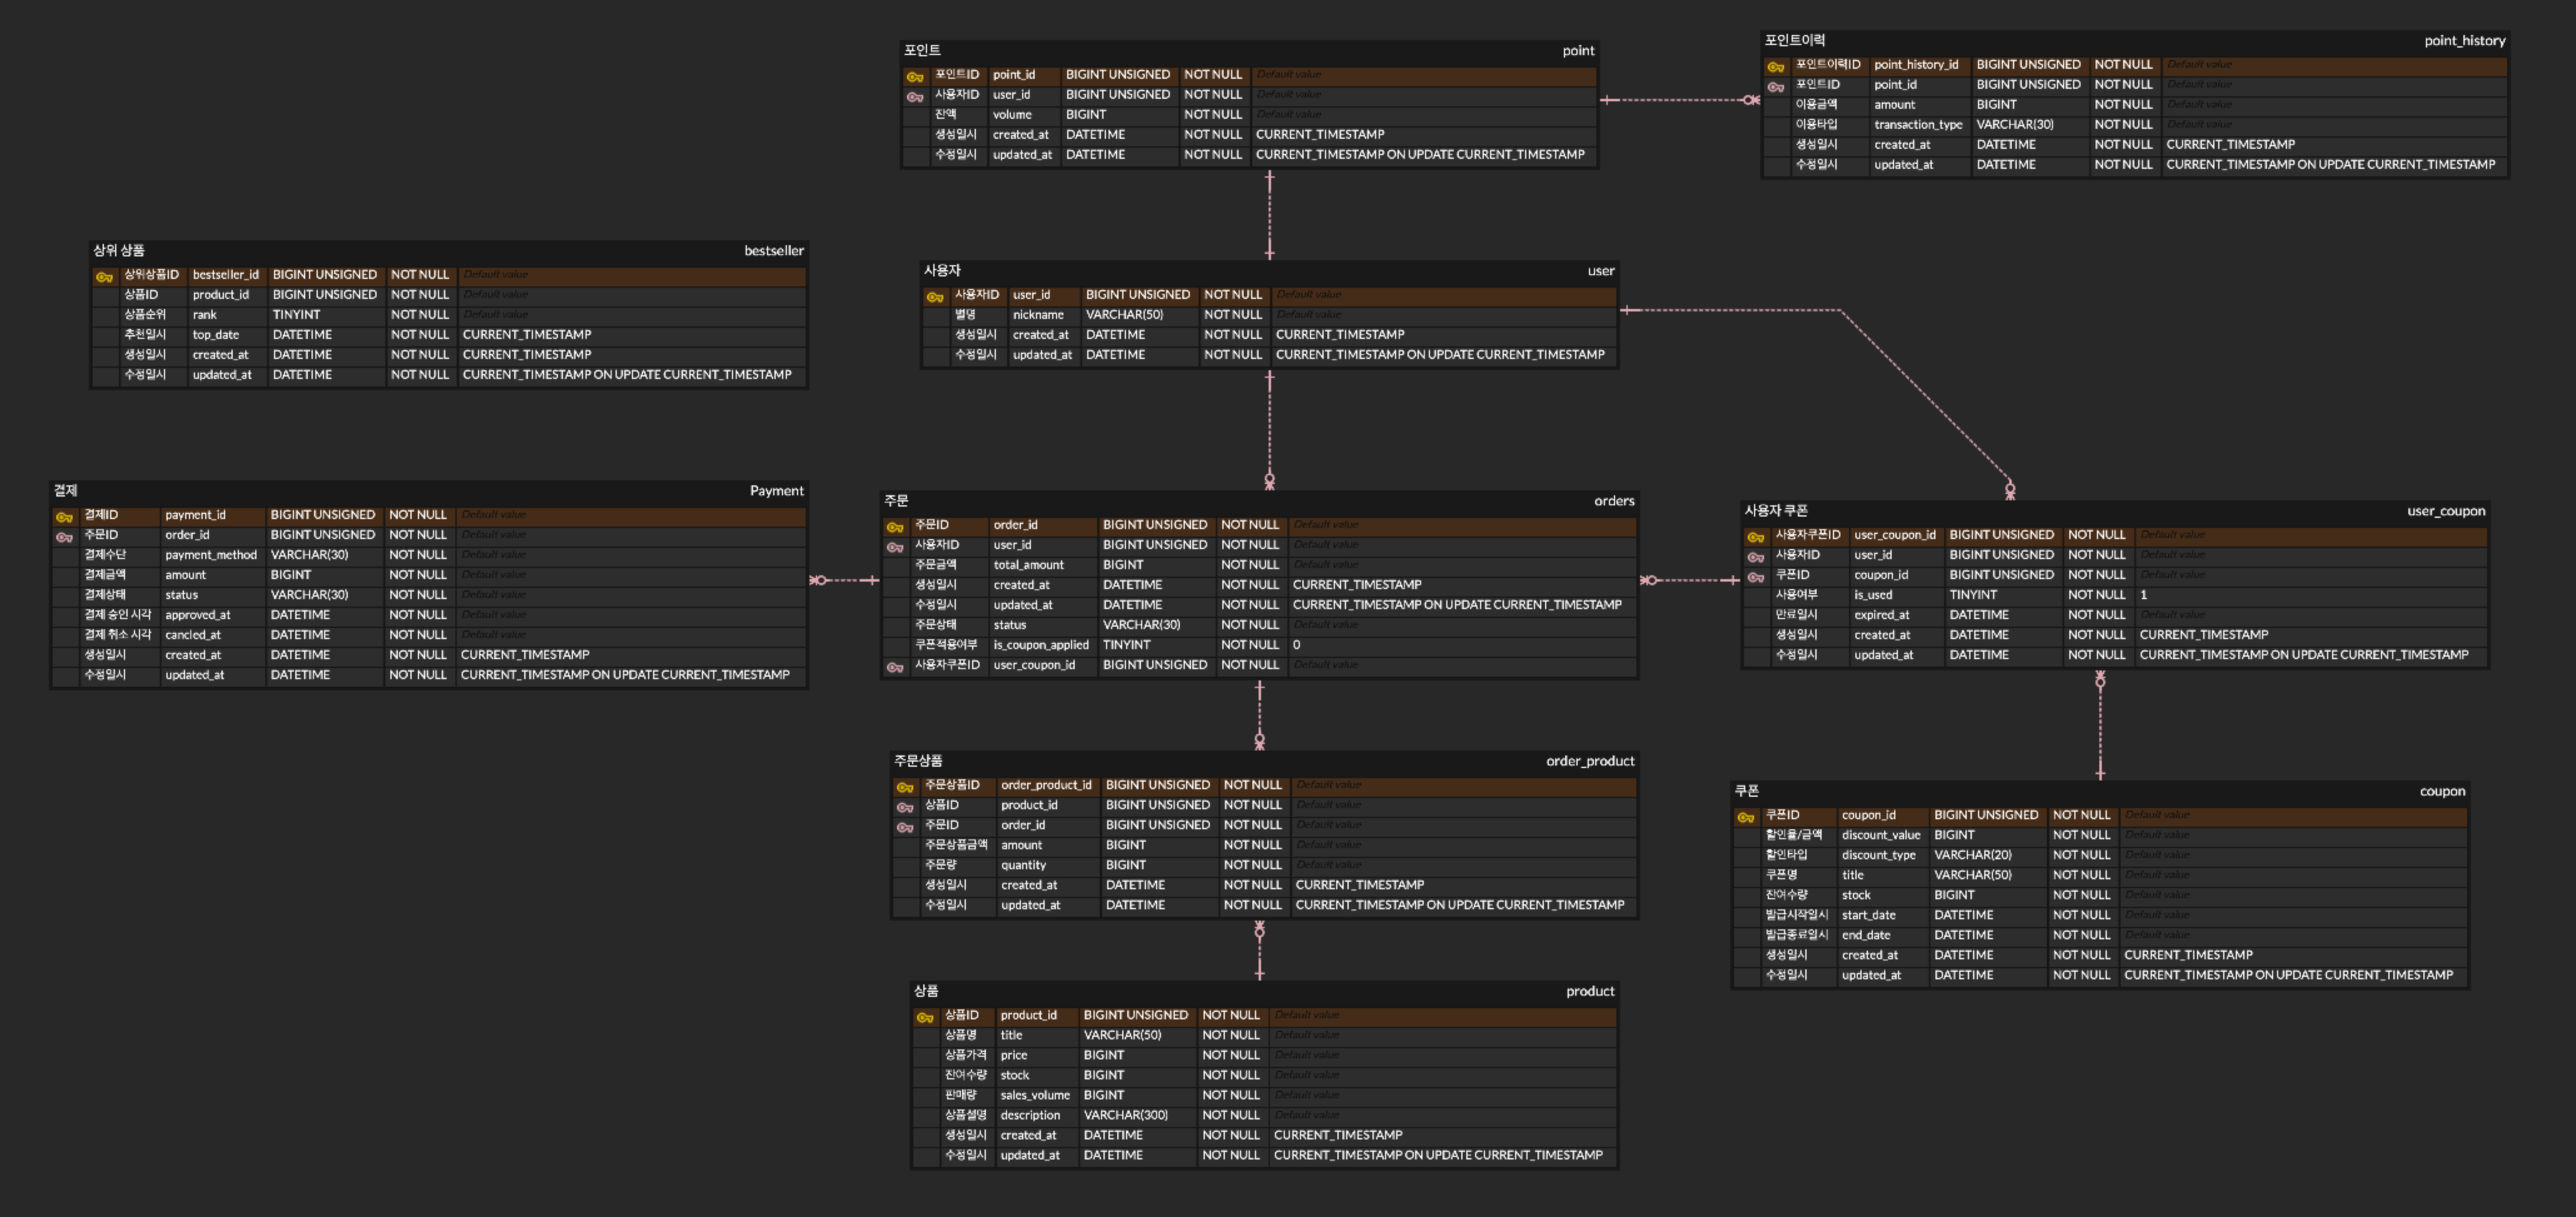 포인트 point
포인트ID point_id BIGINT UNSIGNED NOT NULL Default value
사용자ID user_id BIGINT UNSIGNED NOT NULL Default value
잔액 volume BIGINT NOT NULL Default value
생성일시 created_at DATETIME NOT NULL CURRENT_TIMESTAMP
수정일시 updated_at DATETIME NOT NULL CURRENT_TIMESTAMP ON UPDATE CURRENT_TIMESTAMP
포인트이력 point_history
포인트이력ID point_history_id BIGINT UNSIGNED NOT NULL Default value
포인트ID point_id BIGINT UNSIGNED NOT NULL Default value
이용금액 amount BIGINT NOT NULL Default value
이용타입 transaction_type VARCHAR(30) NOT NULL Default value
생성일시 created_at DATETIME NOT NULL CURRENT_TIMESTAMP
수정일시 updated_at DATETIME NOT NULL CURRENT_TIMESTAMP ON UPDATE CURRENT_TIMESTAMP
상위 상품 bestseller
상위상품ID bestseller_id BIGINT UNSIGNED NOT NULL Default value
상품ID product_id BIGINT UNSIGNED NOT NULL Default value
상품순위 rank TINYINT NOT NULL Default value
추천일시 top_date DATETIME NOT NULL CURRENT_TIMESTAMP
생성일시 created_at DATETIME NOT NULL CURRENT_TIMESTAMP
수정일시 updated_at DATETIME NOT NULL CURRENT_TIMESTAMP ON UPDATE CURRENT_TIMESTAMP
사용자 user
사용자ID user_id BIGINT UNSIGNED NOT NULL Default value
별명 nickname VARCHAR(50) NOT NULL Default value
생성일시 created_at DATETIME NOT NULL CURRENT_TIMESTAMP
수정일시 updated_at DATETIME NOT NULL CURRENT_TIMESTAMP ON UPDATE CURRENT_TIMESTAMP
결제 Payment
결제ID payment_id BIGINT UNSIGNED NOT NULL Default value
주문ID order_id BIGINT UNSIGNED NOT NULL Default value
결제수단 payment_method VARCHAR(30) NOT NULL Default value
결제금액 amount BIGINT NOT NULL Default value
결제상태 status VARCHAR(30) NOT NULL Default value
결제 승인 시각 approved_at DATETIME NOT NULL Default value
결제 취소 시각 cancled_at DATETIME NOT NULL Default value
생성일시 created_at DATETIME NOT NULL CURRENT_TIMESTAMP
수정일시 updated_at DATETIME NOT NULL CURRENT_TIMESTAMP ON UPDATE CURRENT_TIMESTAMP
주문 orders
주문ID order_id BIGINT UNSIGNED NOT NULL Default value
사용자ID user_id BIGINT UNSIGNED NOT NULL Default value
주문금액 total_amount BIGINT NOT NULL Default value
생성일시 created_at DATETIME NOT NULL CURRENT_TIMESTAMP
수정일시 updated_at DATETIME NOT NULL CURRENT_TIMESTAMP ON UPDATE CURRENT_TIMESTAMP
주문상태 status VARCHAR(30) NOT NULL Default value
쿠폰적용여부 is_coupon_applied TINYINT NOT NULL 0
사용자쿠폰ID user_coupon_id BIGINT UNSIGNED NOT NULL Default value
사용자 쿠폰 user_coupon
사용자쿠폰ID user_coupon_id BIGINT UNSIGNED NOT NULL Default value
사용자ID user_id BIGINT UNSIGNED NOT NULL Default value
쿠폰ID coupon_id BIGINT UNSIGNED NOT NULL Default value
사용여부 is_used TINYINT NOT NULL 1
만료일시 expired_at DATETIME NOT NULL Default value
생성일시 created_at DATETIME NOT NULL CURRENT_TIMESTAMP
수정일시 updated_at DATETIME NOT NULL CURRENT_TIMESTAMP ON UPDATE CURRENT_TIMESTAMP
주문상품 order_product
주문상품ID order_product_id BIGINT UNSIGNED NOT NULL Default value
상품ID product_id BIGINT UNSIGNED NOT NULL Default value
주문ID order_id BIGINT UNSIGNED NOT NULL Default value
주문상품금액 amount BIGINT NOT NULL Default value
주문량 quantity BIGINT NOT NULL Default value
생성일시 created_at DATETIME NOT NULL CURRENT_TIMESTAMP
수정일시 updated_at DATETIME NOT NULL CURRENT_TIMESTAMP ON UPDATE CURRENT_TIMESTAMP
쿠폰 coupon
쿠폰ID coupon_id BIGINT UNSIGNED NOT NULL Default value
할인율/금액 discount_value BIGINT NOT NULL Default value
할인타입 discount_type VARCHAR(20) NOT NULL Default value
쿠폰명 title VARCHAR(50) NOT NULL Default value
잔여수량 stock BIGINT NOT NULL Default value
발급시작일시 start_date DATETIME NOT NULL Default value
발급종료일시 end_date DATETIME NOT NULL Default value
생성일시 created_at DATETIME NOT NULL CURRENT_TIMESTAMP
수정일시 updated_at DATETIME NOT NULL CURRENT_TIMESTAMP ON UPDATE CURRENT_TIMESTAMP
상품 product
상품ID product_id BIGINT UNSIGNED NOT NULL Default value
상품명 title VARCHAR(50) NOT NULL Default value
상품가격 price BIGINT NOT NULL Default value
잔여수량 stock BIGINT NOT NULL Default value
판매량 sales_volume BIGINT NOT NULL Default value
상품설명 description VARCHAR(300) NOT NULL Default value
생성일시 created_at DATETIME NOT NULL CURRENT_TIMESTAMP
수정일시 updated_at DATETIME NOT NULL CURRENT_TIMESTAMP ON UPDATE CURRENT_TIMESTAMP